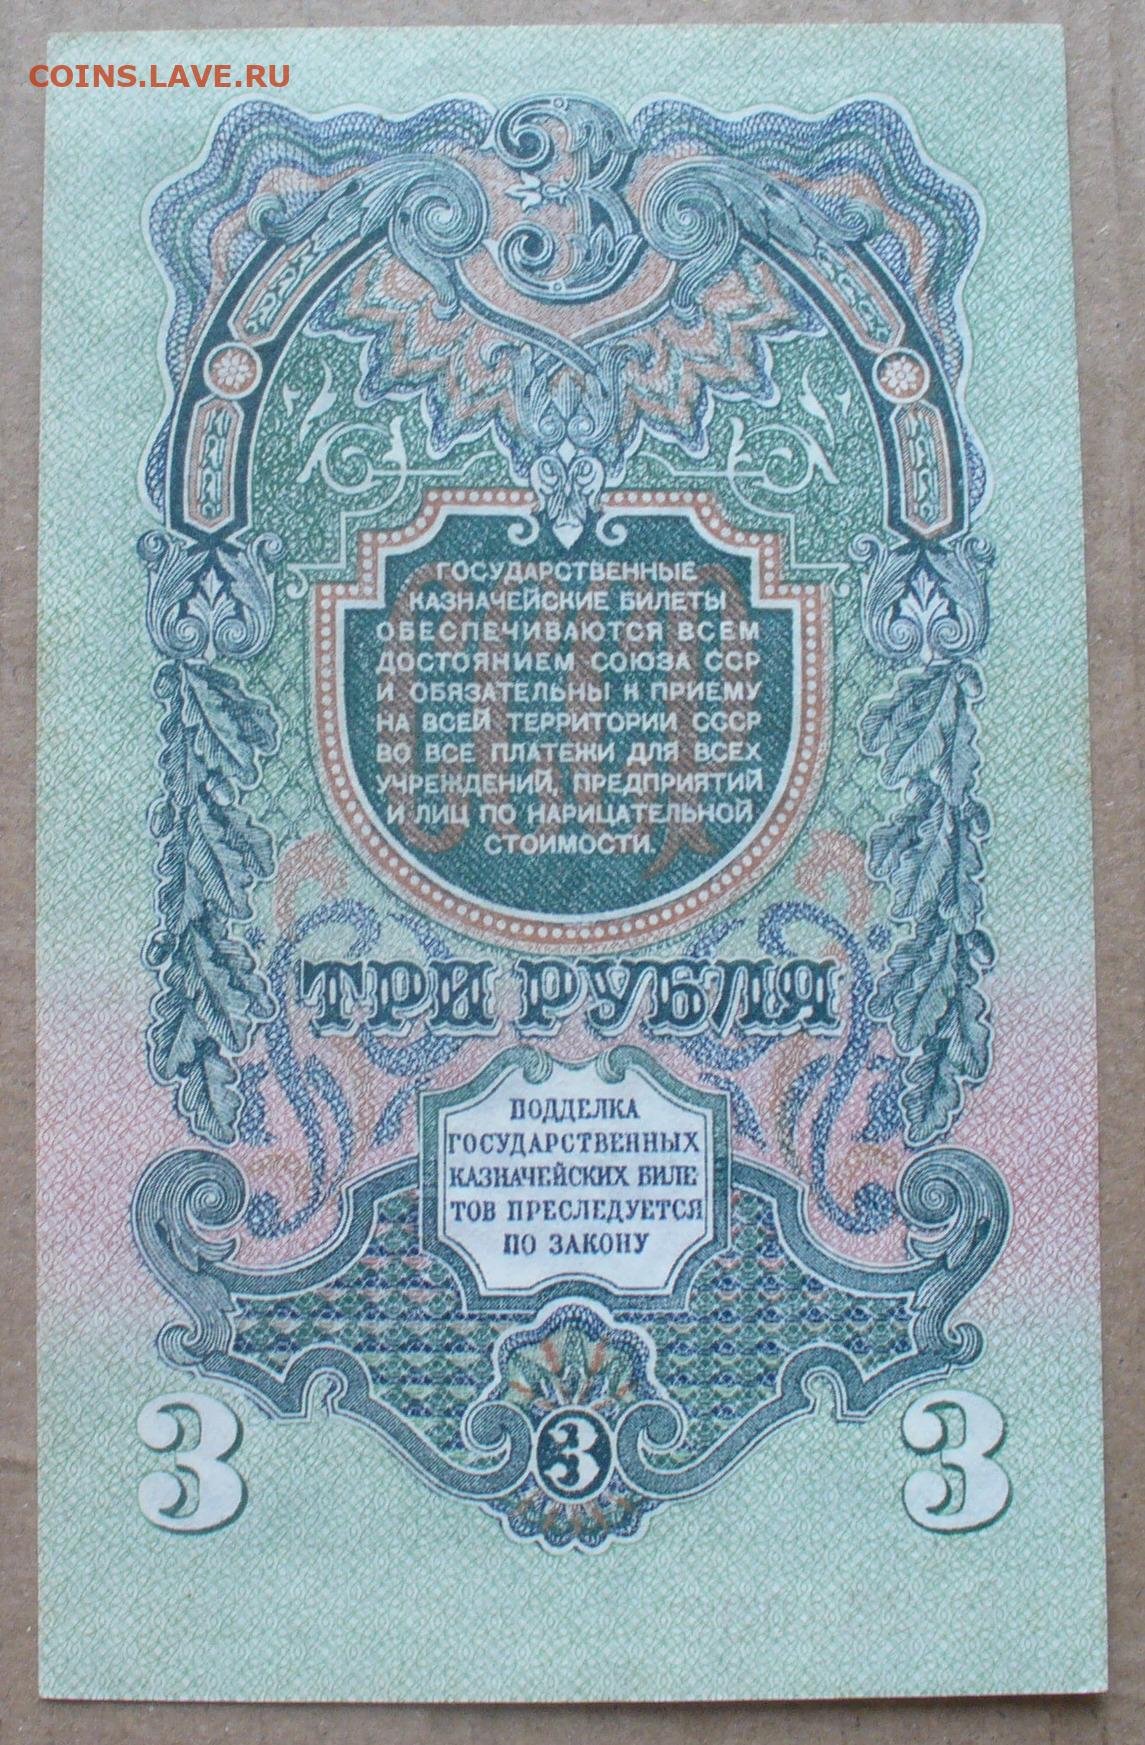 COINS.LAVE.RU
3
ГОСУДАРСТВЕННЫЕ
КАЗНАЧЕЙСКИЕ БИЛЕТЫ
ОБЕСПЕЧИВАЮТСЯ ВСЕМ
ДОСТОЯНИЕМ СОЮЗА ССР
И ОБЯЗАТЕЛЬНЫ К ПРИЕМУ
НА ВСЕЙ ТЕРРИТОРИИ СССР
ВО ВСЕ ПЛАТЕЖИ ДЛЯ ВСЕХ
УЧРЕЖДЕНИЙ, ПРЕДПРИЯТИЙ
И ЛИЦ ПО НАРИЦАТЕЛЬНОЙ
СТОИМОСТИ.
ТРИ РУБЛЯ
ПОДДЕЛКА
ГОСУДАРСТВЕННЫХ
КАЗНАЧЕЙСКИХ БИЛЕ-
ТОВ ПРЕСЛЕДУЕТСЯ
ПО ЗАКОНУ
3 3 3